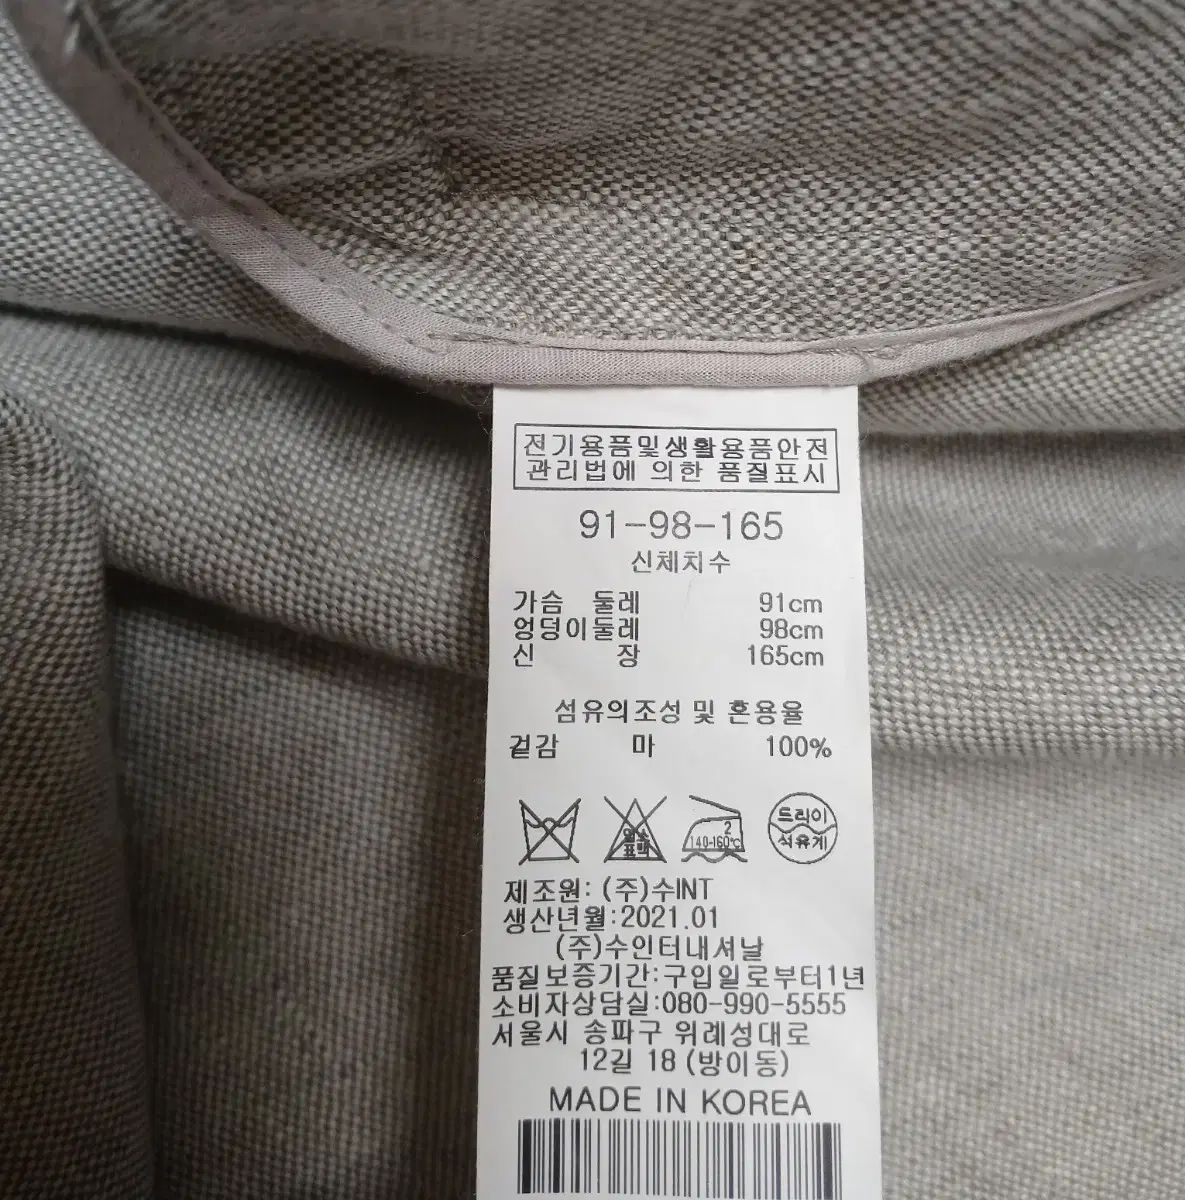 전기용품및생활용품안전
관리법에 의한 품질표시
91-98-165
신체치수
가슴 둘레 91cm
엉덩이둘레 98cm
신 장 165cm
섬유의조성 및 혼용율
겉감 마 100%
염소
표백
2
140-160℃
드라이
석유계
제조원: (주)수INT
생산년월:2021.01
(주)수인터내셔날
품질보증기간:구입일로부터1년
소비자상담실:080-990-5555
서울시 송파구 위례성대로
12길 18 (방이동)
MADE IN KOREA